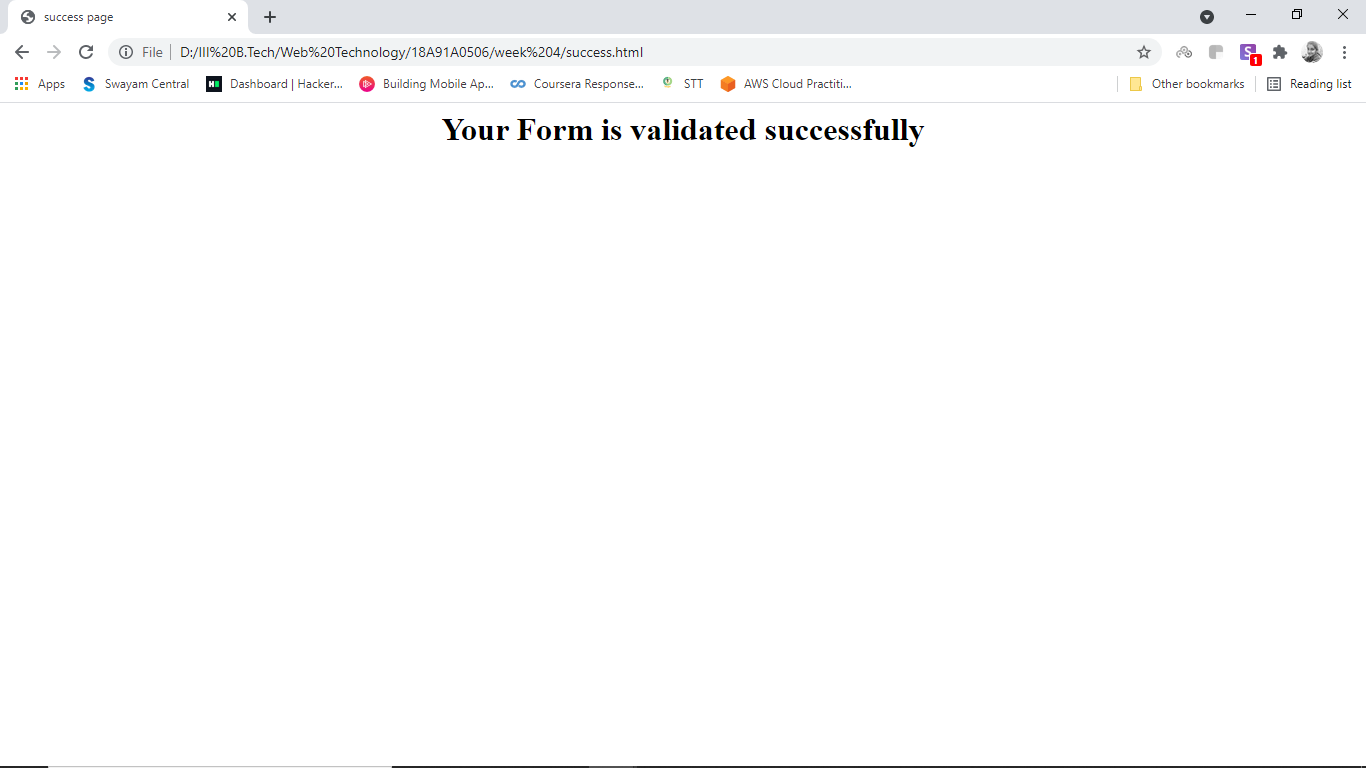 success page
File D:/III%20B.Tech/Web%20Technology/18A91A0506/week%204/success.html
1
Apps Swayam Central Dashboard | Hacker... Building Mobile Ap... Coursera Response... STT AWS Cloud Practiti... Other bookmarks Reading list
Your Form is validated successfully